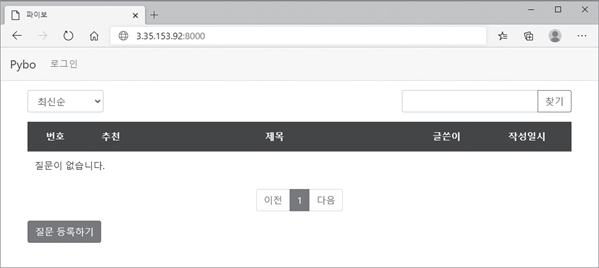 파이보
3.35.153.92:8000
Pybo 로그인
최신순 찾기
번호 추천 제목 글쓴이 작성일시
질문이 없습니다.
이전 1 다음
질문 등록하기